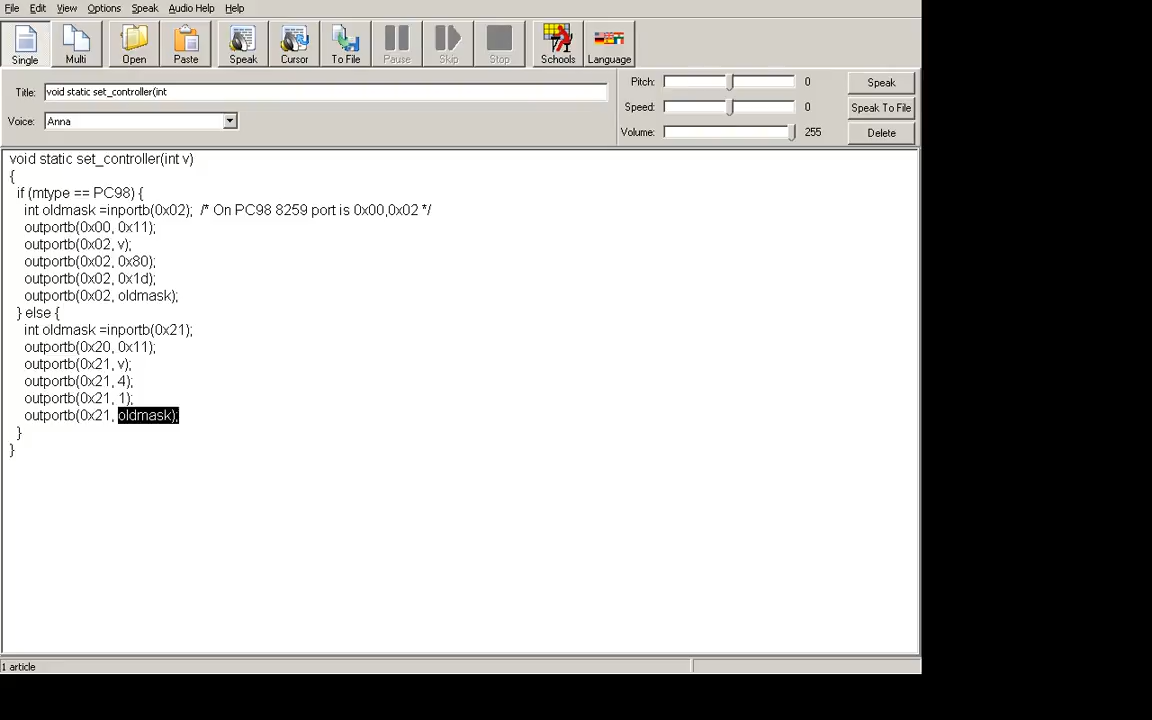 File Edit View Options Speak Audio Help Help
Single Multi Open Paste Speak Cursor To File Pause Skip Stop Schools Language
Title: void static set_controller(int
Voice: Anna
Pitch: 0 Speak
Speed: 0 Speak To File
Volume: 255 Delete
void static set_controller(int v)
{
if (mtype == PC98) {
int oldmask =inportb(0x02); /* On PC98 8259 port is 0x00,0x02 */
outportb(0x00, 0x11);
outportb(0x02, v);
outportb(0x02, 0x80);
outportb(0x02, 0x1d);
outportb(0x02, oldmask);
} else {
int oldmask =inportb(0x21);
outportb(0x20, 0x11);
outportb(0x21, v);
outportb(0x21, 4);
outportb(0x21, 1);
outportb(0x21, oldmask);
}
}
1 article